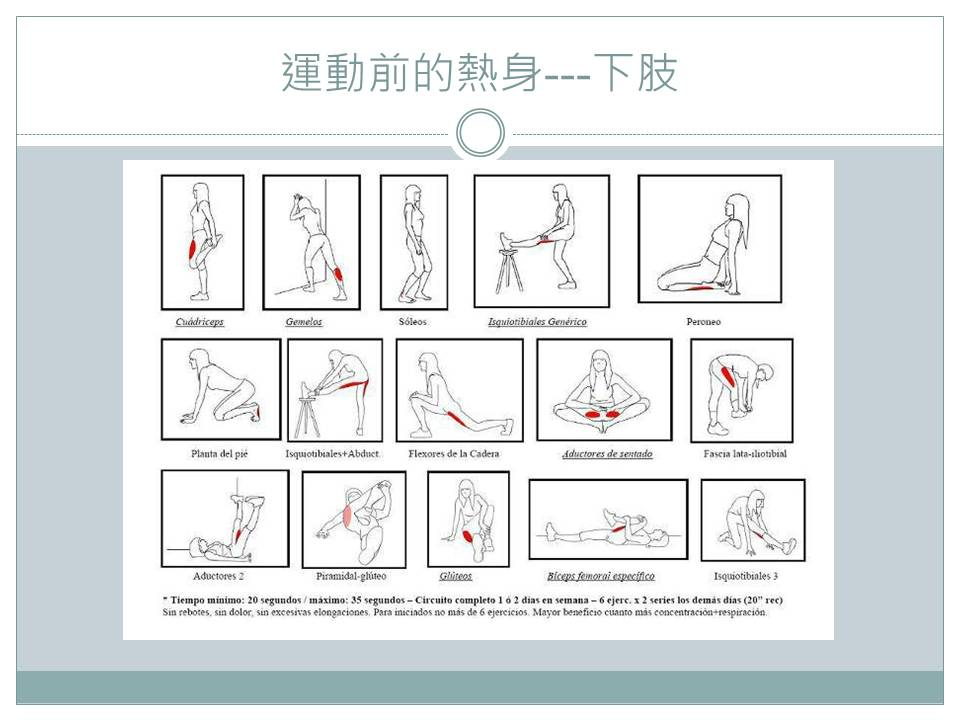 運動前的熱身---下肢
Cuádriceps
Gemelos
Sóleos
Isquiotibiales Genérico
Peroneo
Planta del pié
Isquiotibiales+Abduct.
Flexores de la Cadera
Aductores de sentado
Fascia lata-iliotibial
Aductores 2
Piramidal-glúteo
Glúteos
Bíceps femoral específico
Isquiotibiales 3
* Tiempo mínimo: 20 segundos / máximo: 35 segundos – Circuito completo 1 ó 2 días en semana – 6 ejerc. x 2 series los demás días (20" rec)
Sin rebotes, sin dolor, sin excesivas elongaciones. Para iniciados no más de 6 ejercicios. Mayor beneficio cuanto más concentración+respiración.